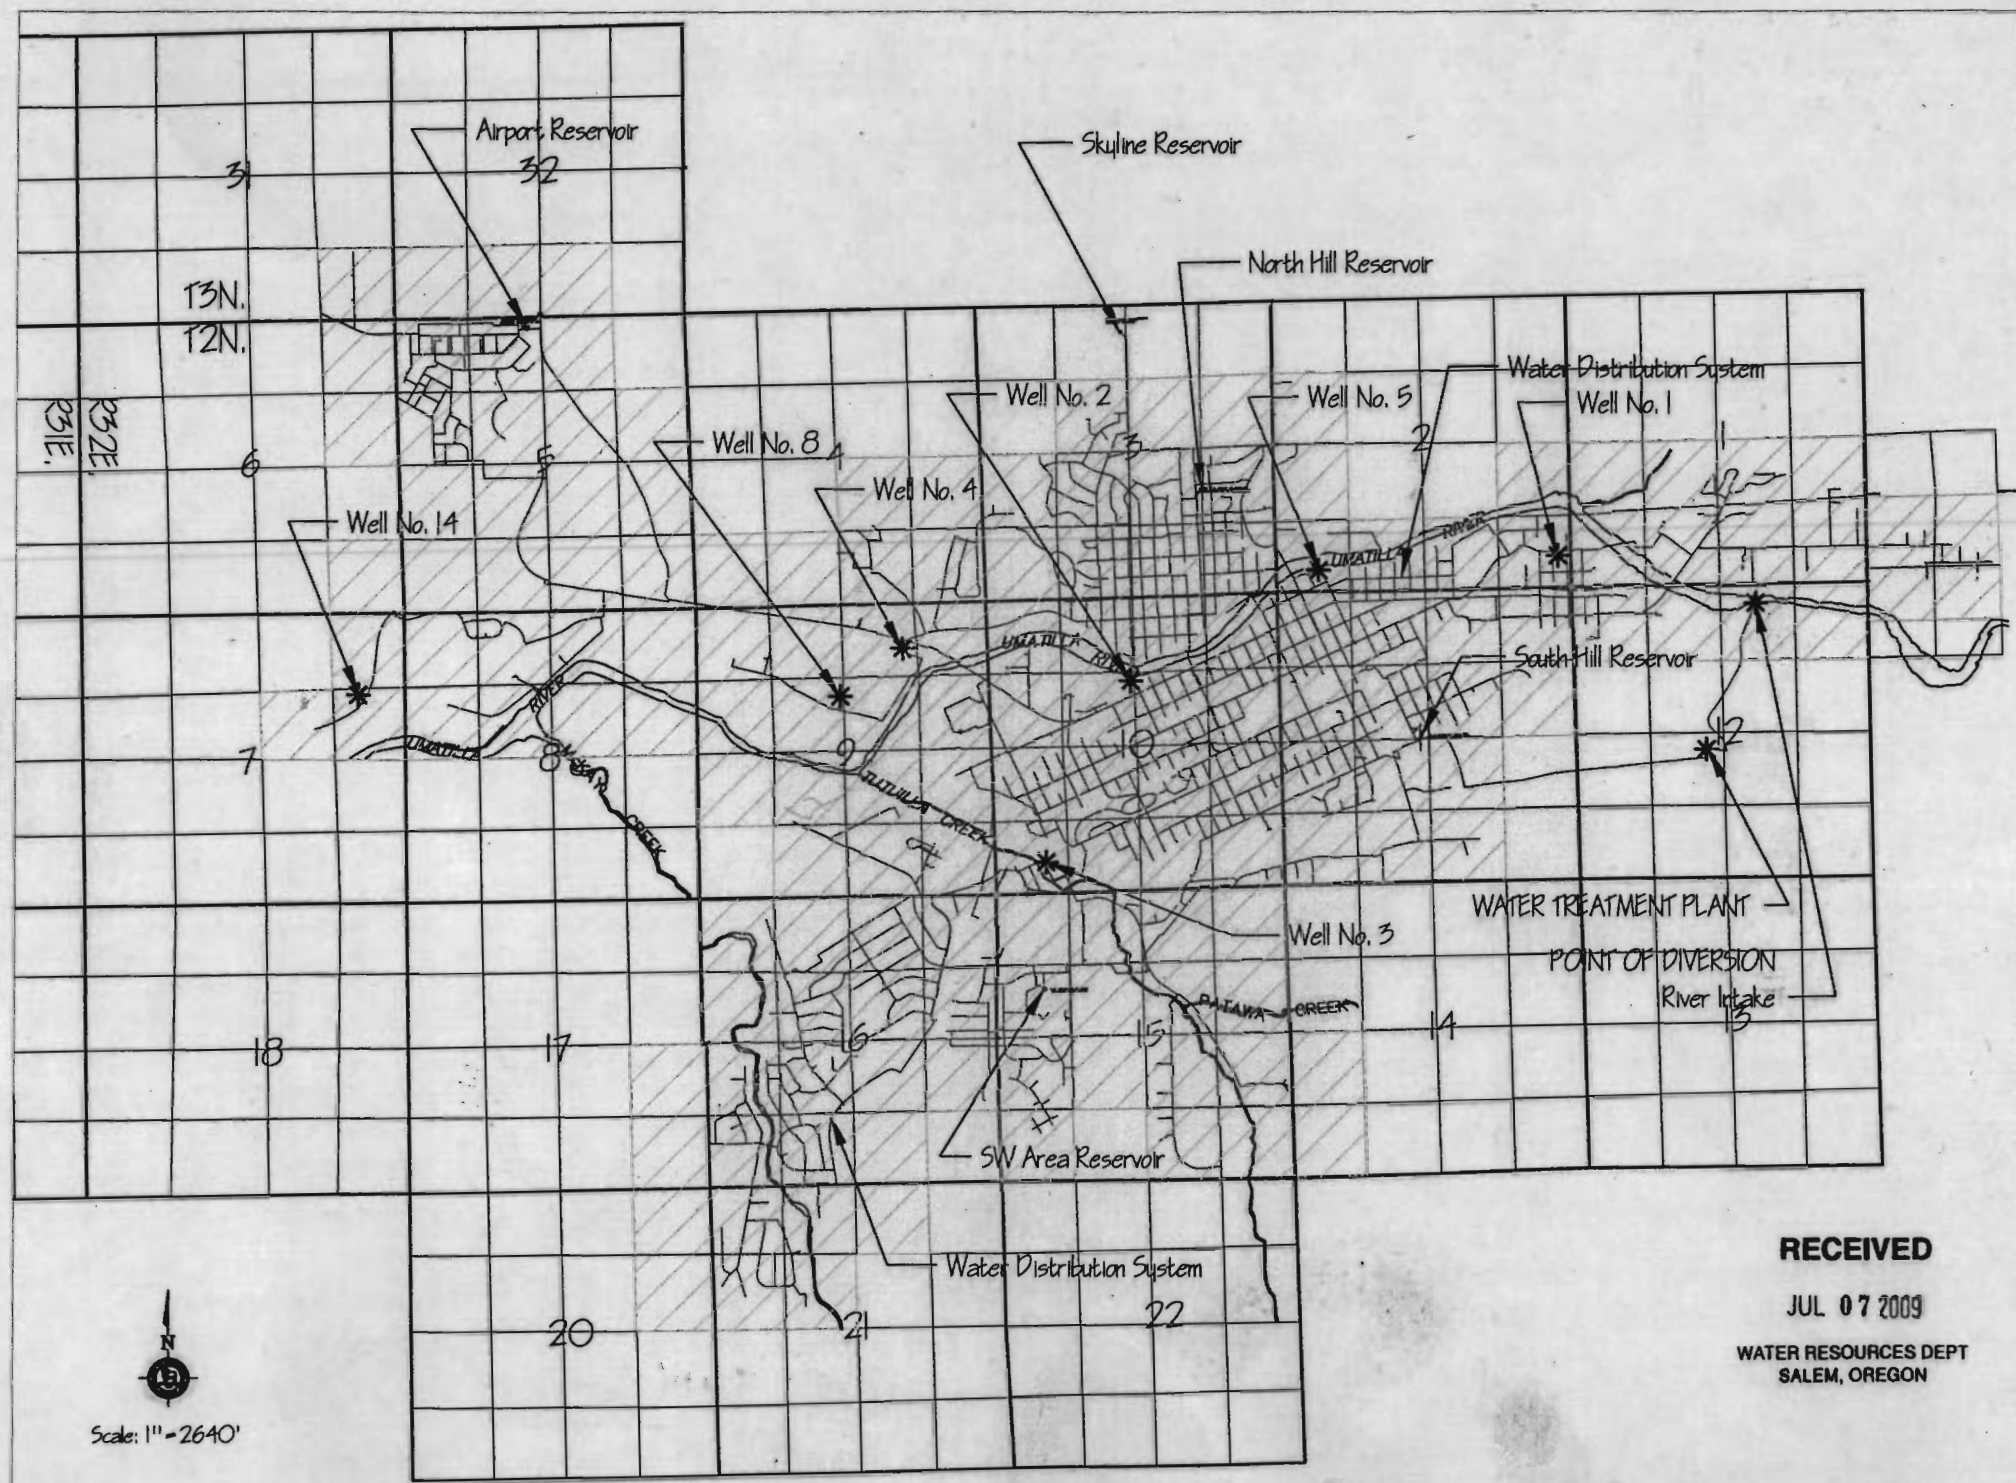 Airport Reservoir
Skyline Reservoir
31
32
North Hill Reservoir
T3N.
T2N.
Water Distribution System
Well No. 2
Well No. 5
Well No. 1
R31E.
R32E.
Well No. 8
6
5
4
3
2
Well No. 4
Well No. 14
UMATILLA RIVER
UMATILLA RIVER
South Hill Reservoir
UMATILLA RIVER
7
8
9
10
12
McKAY CREEK
TUTUILLA CREEK
WATER TREATMENT PLANT
Well No. 3
POINT OF DIVERSION
River Intake
PATAWA CREEK
18
17
16
15
14
13
SW Area Reservoir
Water Distribution System
20
21
22
N
Scale: 1"=2640'
RECEIVED
JUL 07 2009
WATER RESOURCES DEPT
SALEM, OREGON